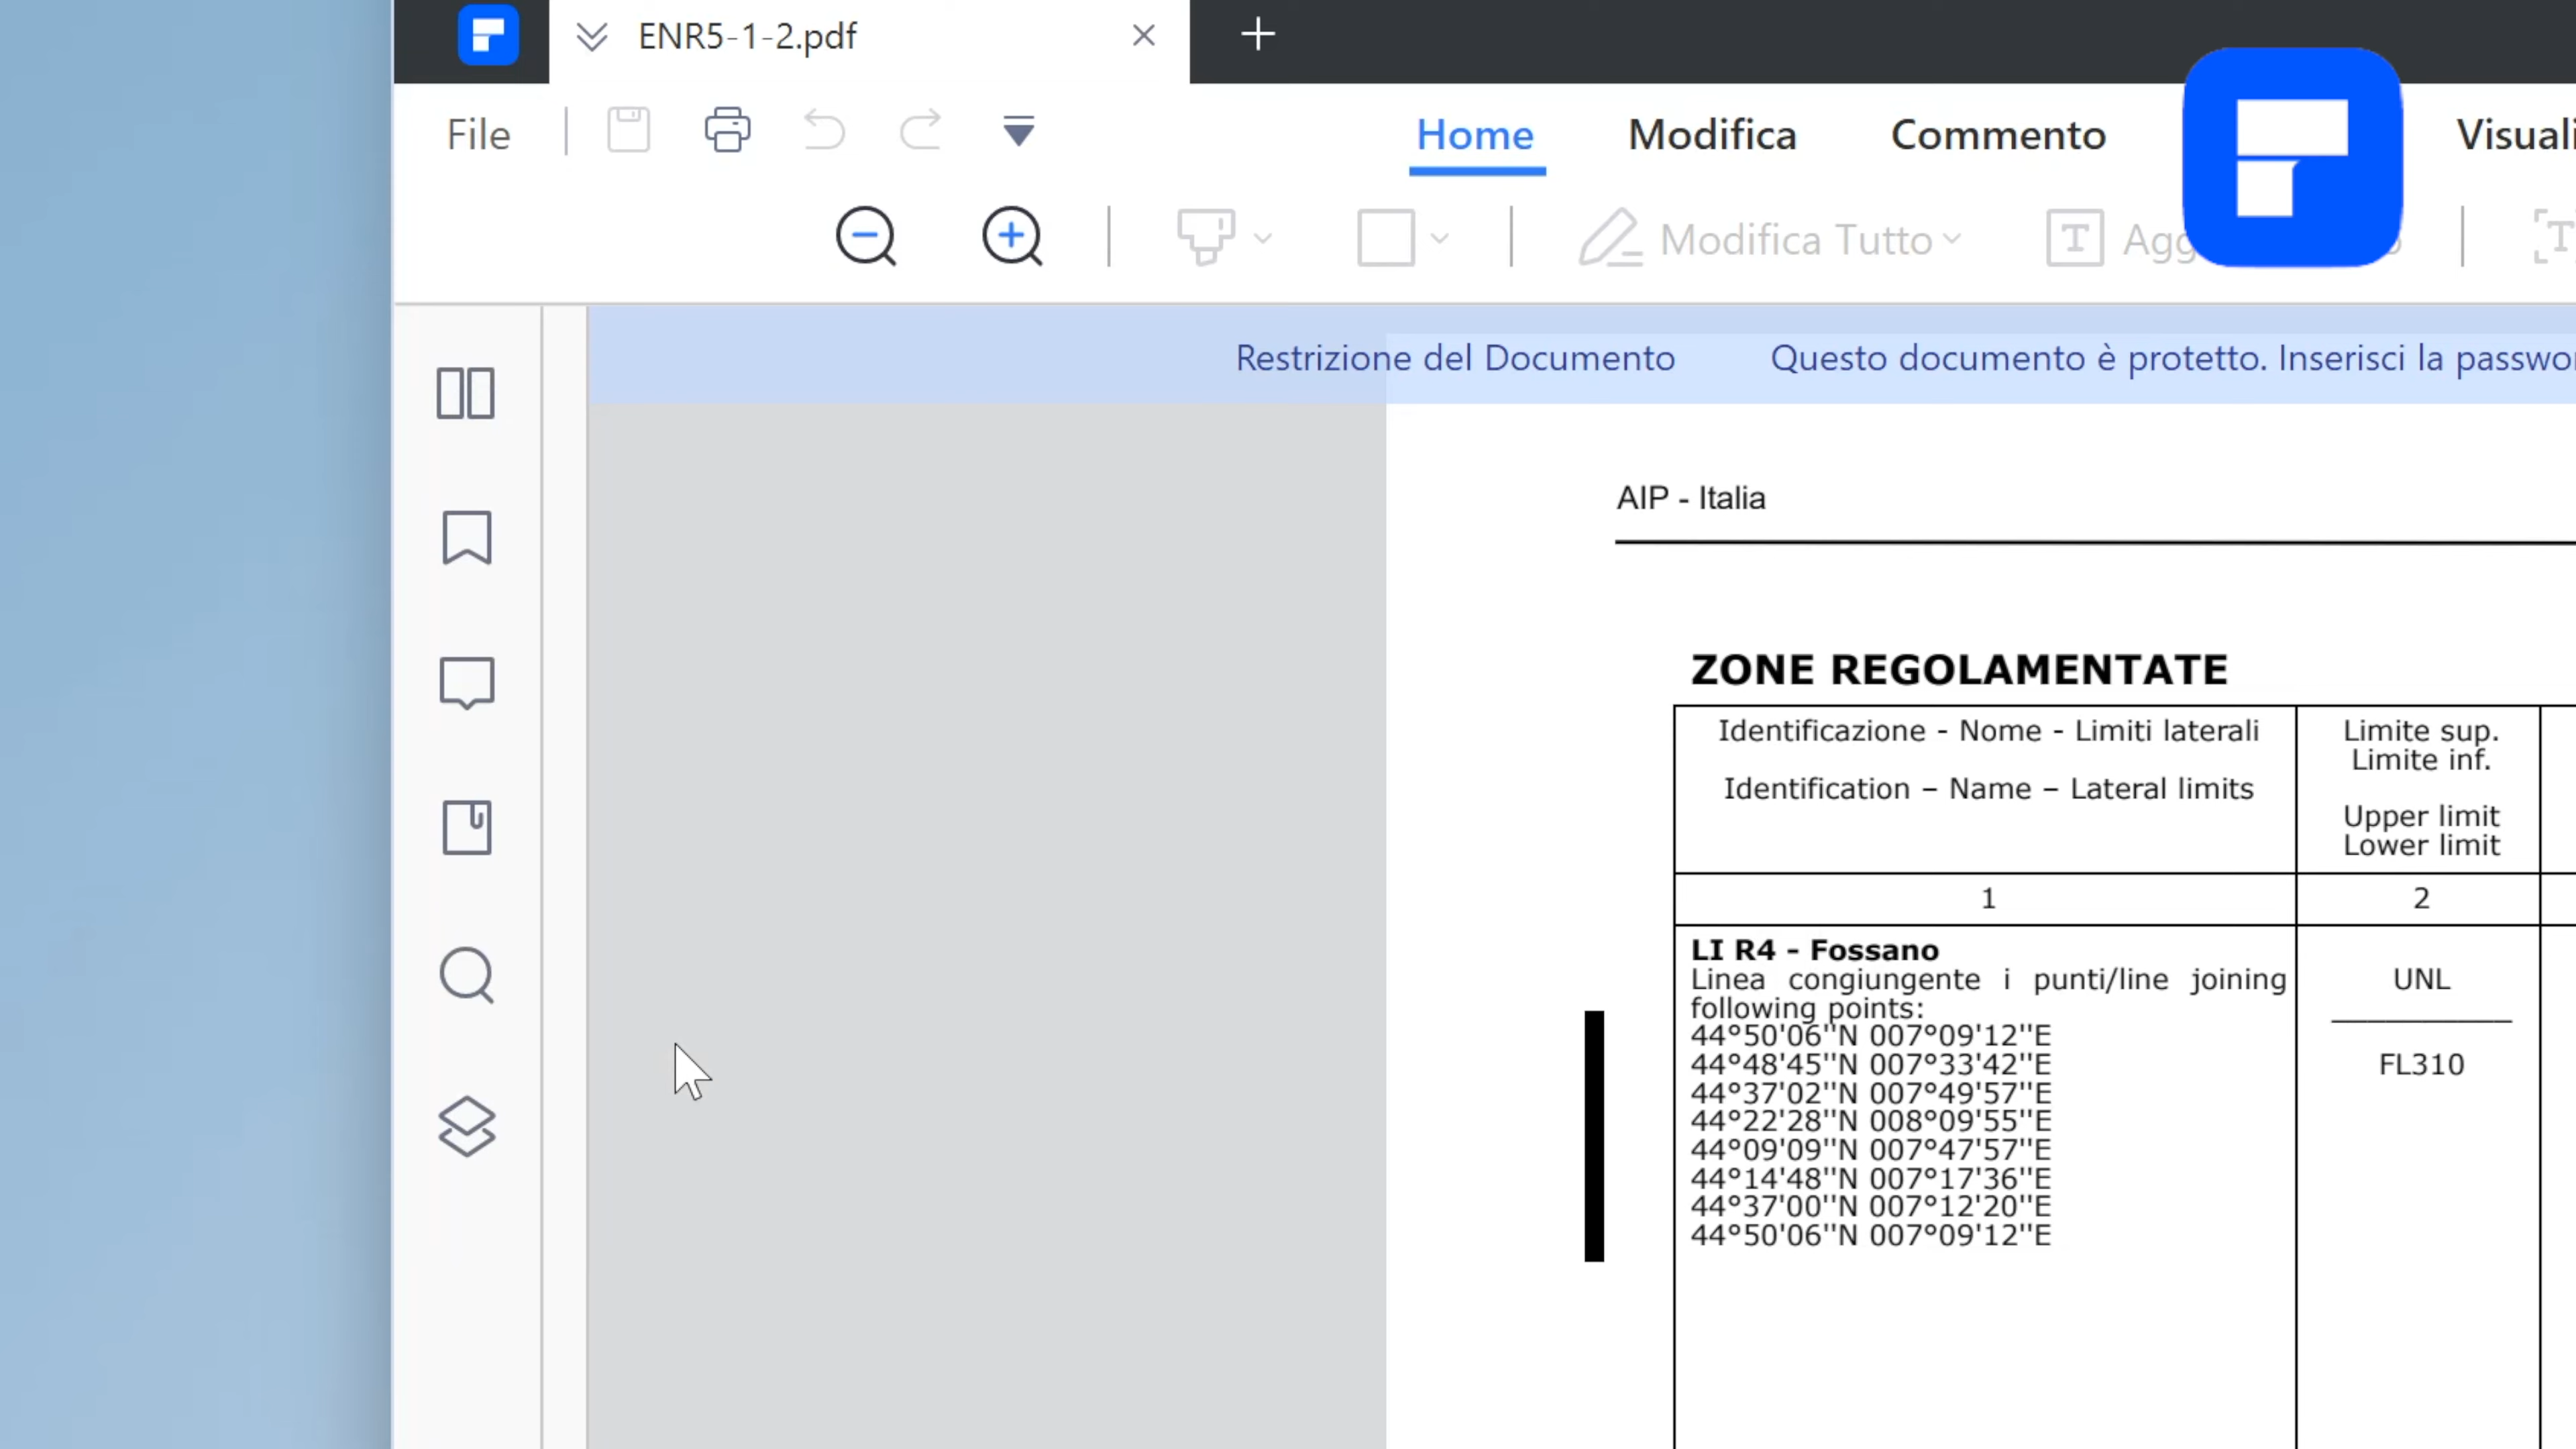 ENR5-1-2.pdf
File
Home Modifica Commento
Modifica Tutto
Restrizione del Documento Questo documento è protetto. Inserisci la
AIP - Italia
ZONE REGOLAMENTATE
Identificazione - Nome - Limiti laterali
Identification – Name – Lateral limits
Limite sup.
Limite inf.
Upper limit
Lower limit
1
2
LI R4 - Fossano
Linea congiungente i punti/line joining
following points:
44°50'06''N 007°09'12''E
44°48'45''N 007°33'42''E
44°37'02''N 007°49'57''E
44°22'28''N 008°09'55''E
44°09'09''N 007°47'57''E
44°14'48''N 007°17'36''E
44°37'00''N 007°12'20''E
44°50'06''N 007°09'12''E
UNL
FL310